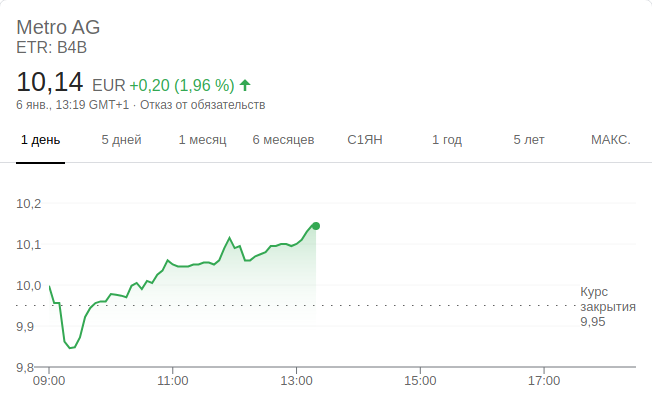 Metro AG
ETR: B4B
10,14 EUR +0,20 (1,96 %)
6 янв., 13:19 GMT+1 · Отказ от обязательств
1 день 5 дней 1 месяц 6 месяцев С1ЯН 1 год 5 лет МАКС.
10,2
10,1
10,0
Курс
закрытия
9,95
9,9
9,8
09:00 11:00 13:00 15:00 17:00